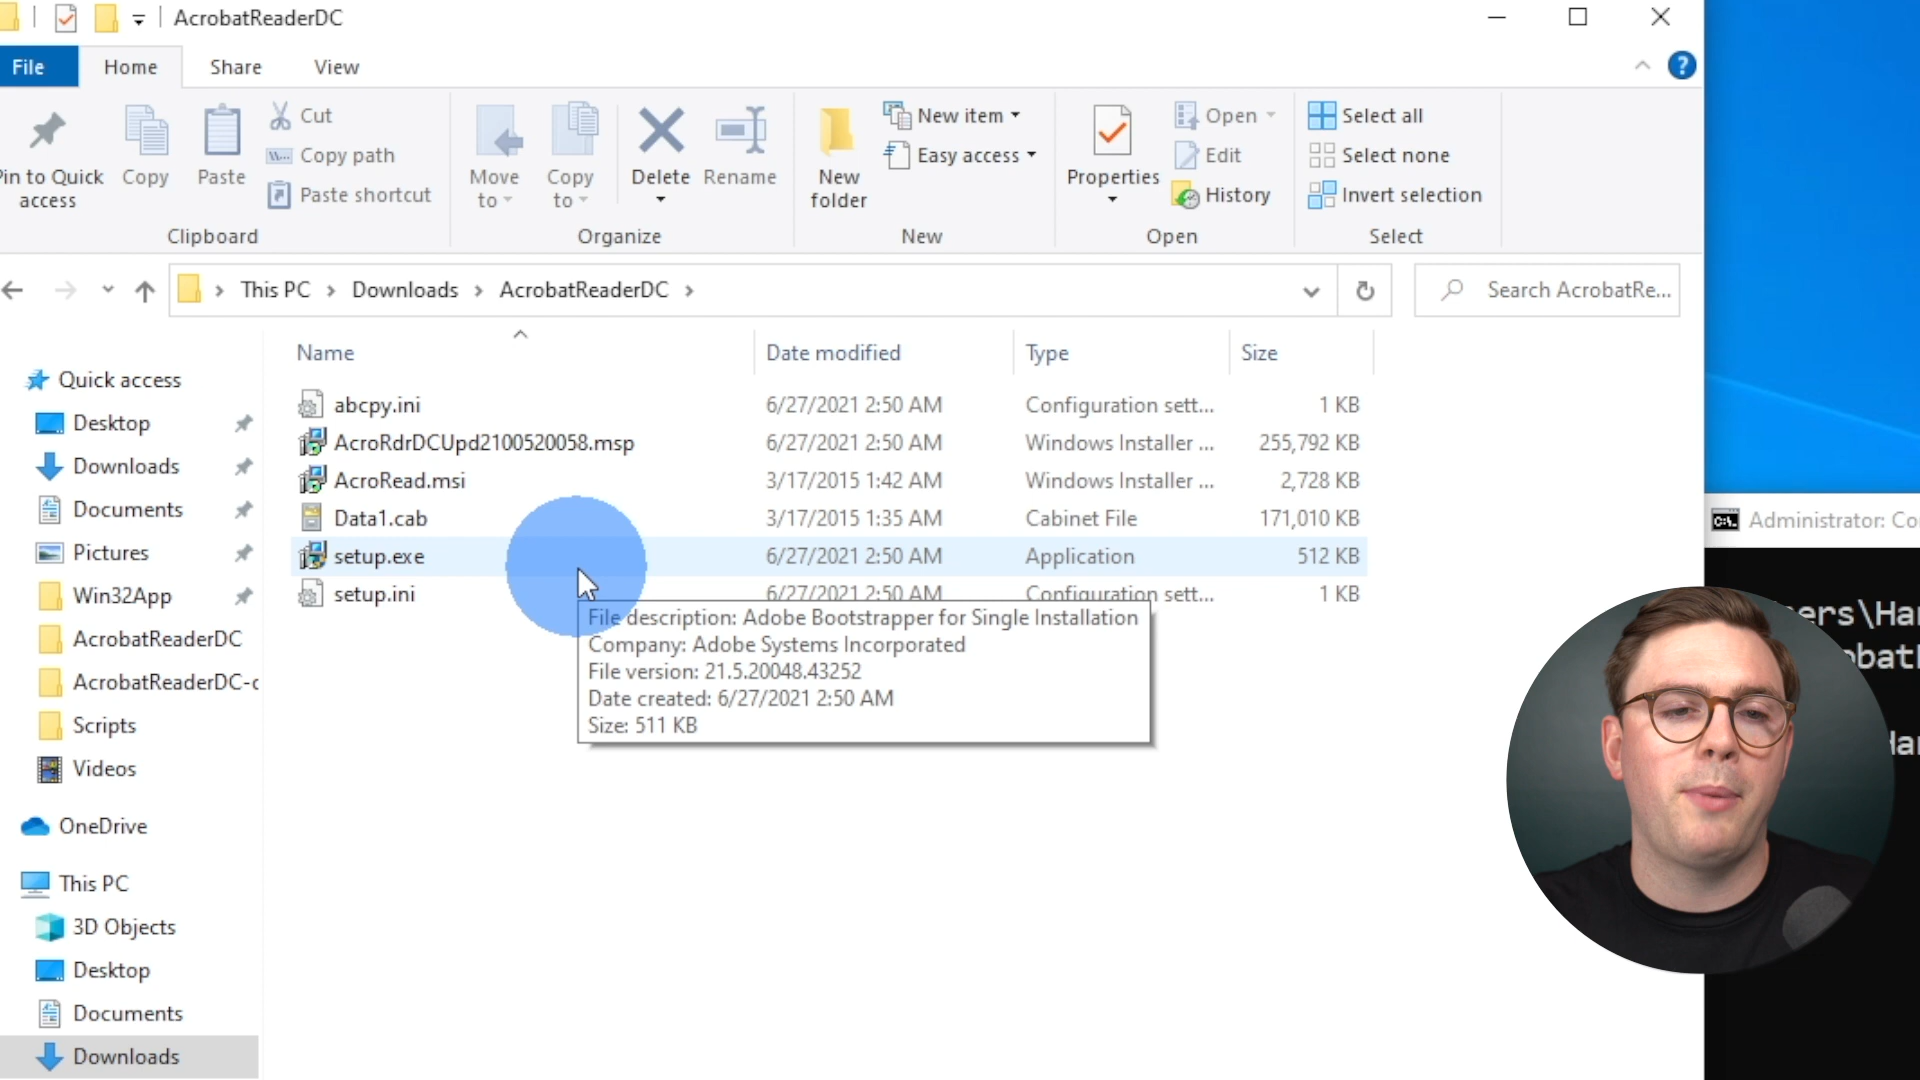 AcrobatReaderDC
File Home Share View
Pin to Quick access
Copy
Paste
Cut
Copy path
Paste shortcut
Clipboard
Move to
Copy to
Delete
Rename
Organize
New folder
New item
Easy access
New
Properties
Open
Edit
History
Open
Select all
Select none
Invert selection
Select
This PC > Downloads > AcrobatReaderDC >
Search AcrobatRe...
Name Date modified Type Size
abcpy.ini 6/27/2021 2:50 AM Configuration sett... 1 KB
AcroRdrDCUpd2100520058.msp 6/27/2021 2:50 AM Windows Installer ... 255,792 KB
AcroRead.msi 3/17/2015 1:42 AM Windows Installer ... 2,728 KB
Data1.cab 3/17/2015 1:35 AM Cabinet File 171,010 KB
setup.exe 6/27/2021 2:50 AM Application 512 KB
setup.ini 6/27/2021 2:50 AM Configuration sett... 1 KB
File description: Adobe Bootstrapper for Single Installation
Company: Adobe Systems Incorporated
File version: 21.5.20048.43252
Date created: 6/27/2021 2:50 AM
Size: 511 KB
Quick access
Desktop
Downloads
Documents
Pictures
Win32App
AcrobatReaderDC
AcrobatReaderDC-c
Scripts
Videos
OneDrive
This PC
3D Objects
Desktop
Documents
Downloads
C:\. Administrator: Co
ers\Har